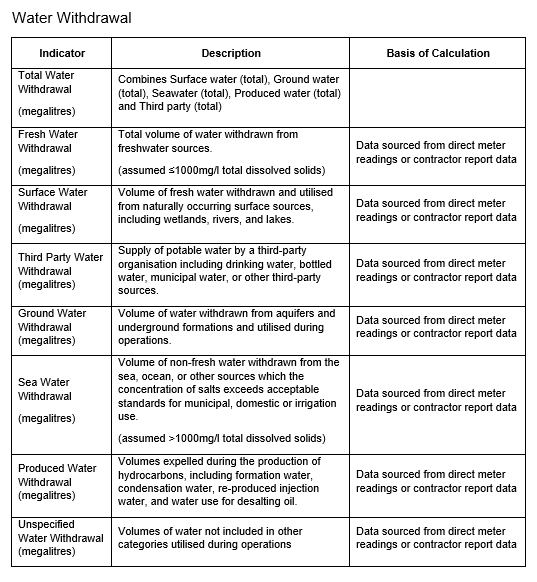 Water Withdrawal
Indicator
Description
Basis of Calculation
Total Water
Withdrawal
(megalitres)
Combines Surface water (total), Ground water
(total), Seawater (total), Produced water (total)
and Third party (total)
Fresh Water
Withdrawal
(megalitres)
Total volume of water withdrawn from
freshwater sources.
(assumed ≤1000mg/l total dissolved solids)
Data sourced from direct meter
readings or contractor report data
Surface Water
Withdrawal
(megalitres)
Volume of fresh water withdrawn and utilised
from naturally occurring surface sources,
including wetlands, rivers, and lakes.
Data sourced from direct meter
readings or contractor report data
Third Party Water
Withdrawal
(megalitres)
Supply of potable water by a third-party
organisation including drinking water, bottled
water, municipal water, or other third-party
sources.
Data sourced from direct meter
readings or contractor report data
Ground Water
Withdrawal
(megalitres)
Volume of water withdrawn from aquifers and
underground formations and utilised during
operations.
Data sourced from direct meter
readings or contractor report data
Sea Water
Withdrawal
(megalitres)
Volume of non-fresh water withdrawn from the
sea, ocean, or other sources which the
concentration of salts exceeds acceptable
standards for municipal, domestic or irrigation
use.
(assumed >1000mg/l total dissolved solids)
Data sourced from direct meter
readings or contractor report data
Produced Water
Withdrawal
(megalitres)
Volumes expelled during the production of
hydrocarbons, including formation water,
condensation water, re-produced injection
water, and water use for desalting oil.
Data sourced from direct meter
readings or contractor report data
Unspecified
Water Withdrawal
(megalitres)
Volumes of water not included in other
categories utilised during operations
Data sourced from direct meter
readings or contractor report data